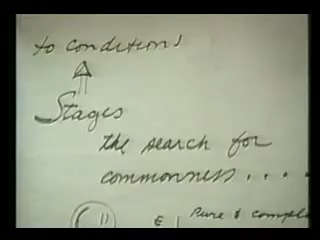 to conditions
Stages
the search for
commonness....
Pure & comple